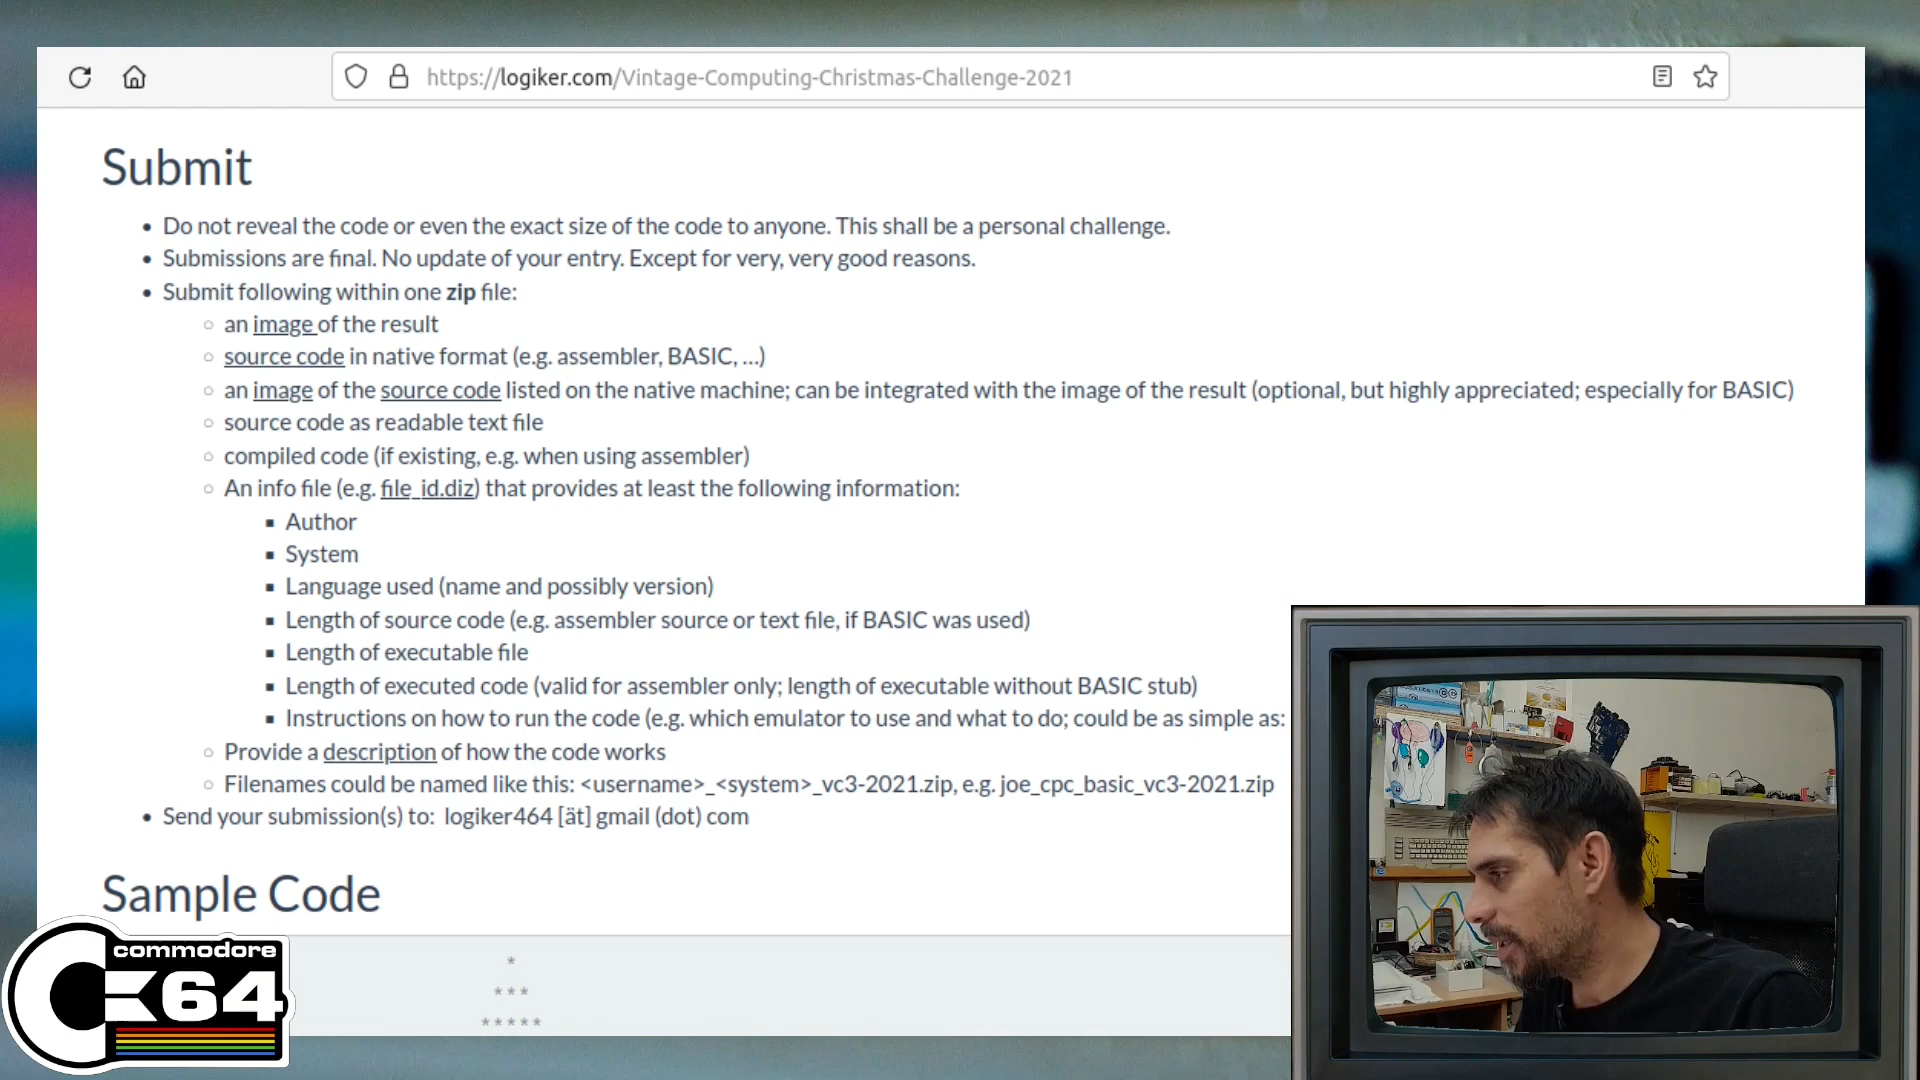 https://logiker.com/Vintage-Computing-Christmas-Challenge-2021
Submit
• Do not reveal the code or even the exact size of the code to anyone. This shall be a personal challenge.
• Submissions are final. No update of your entry. Except for very, very good reasons.
• Submit following within one zip file:
○ an image of the result
○ source code in native format (e.g. assembler, BASIC, ...)
○ an image of the source code listed on the native machine; can be integrated with the image of the result (optional, but highly appreciated; especially for BASIC)
○ source code as readable text file
○ compiled code (if existing, e.g. when using assembler)
○ An info file (e.g. file_id.diz) that provides at least the following information:
▪ Author
▪ System
▪ Language used (name and possibly version)
▪ Length of source code (e.g. assembler source or text file, if BASIC was used)
▪ Length of executable file
▪ Length of executed code (valid for assembler only; length of executable without BASIC stub)
▪ Instructions on how to run the code (e.g. which emulator to use and what to do; could be as simple as:
○ Provide a description of how the code works
○ Filenames could be named like this: <username>_<system>_vc3-2021.zip, e.g. joe_cpc_basic_vc3-2021.zip
• Send your submission(s) to: logiker464 [ät] gmail (dot) com
Sample Code
*
***
*****
commodore
64